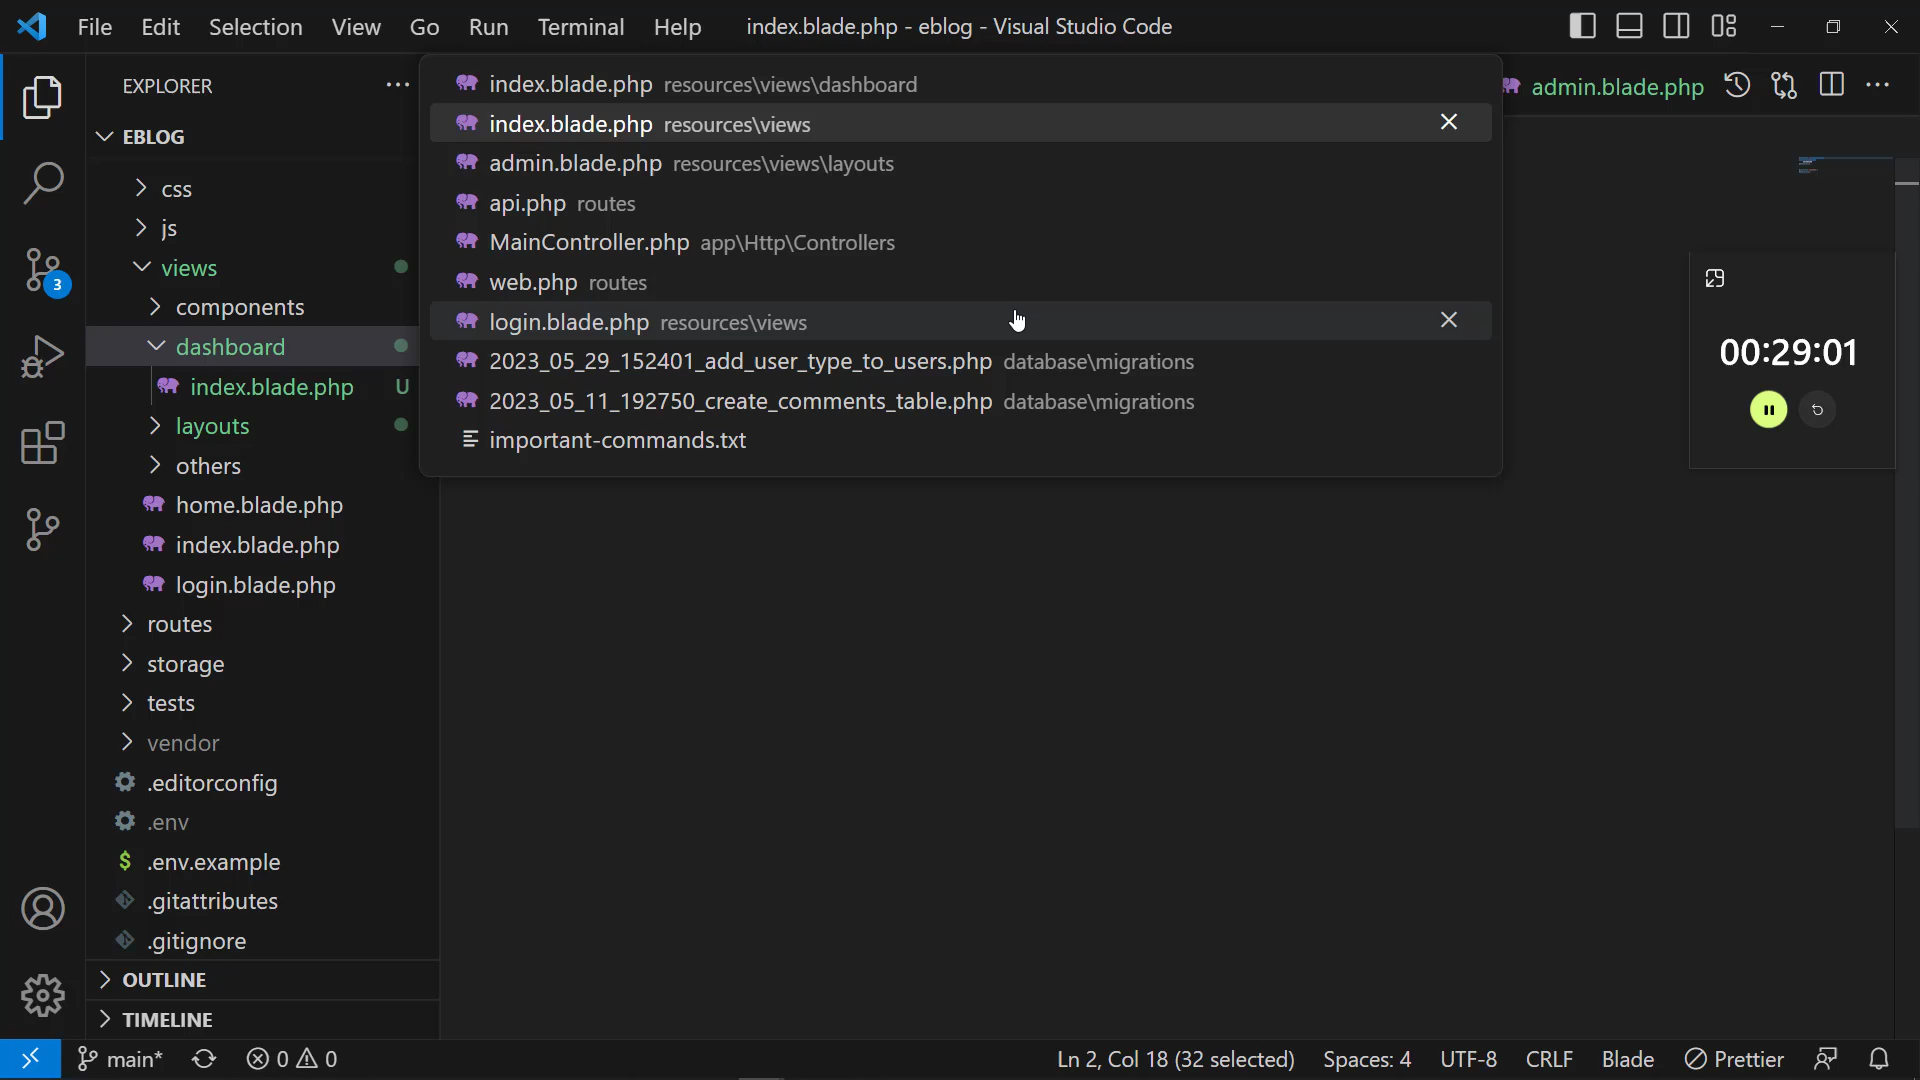 File Edit Selection View Go Run Terminal Help index.blade.php - eblog - Visual Studio Code
EXPLORER
EBLOG
css
js
views
components
dashboard
index.blade.php U
layouts
others
home.blade.php
index.blade.php
login.blade.php
routes
storage
tests
vendor
.editorconfig
.env
.env.example
.gitattributes
.gitignore
OUTLINE
TIMELINE
3
index.blade.php resources\views\dashboard
index.blade.php resources\views
admin.blade.php resources\views\layouts
api.php routes
MainController.php app\Http\Controllers
web.php routes
login.blade.php resources\views
2023_05_29_152401_add_user_type_to_users.php database\migrations
2023_05_11_192750_create_comments_table.php database\migrations
important-commands.txt
admin.blade.php
00:29:01
main* 0 0 Ln 2, Col 18 (32 selected) Spaces: 4 UTF-8 CRLF Blade Prettier